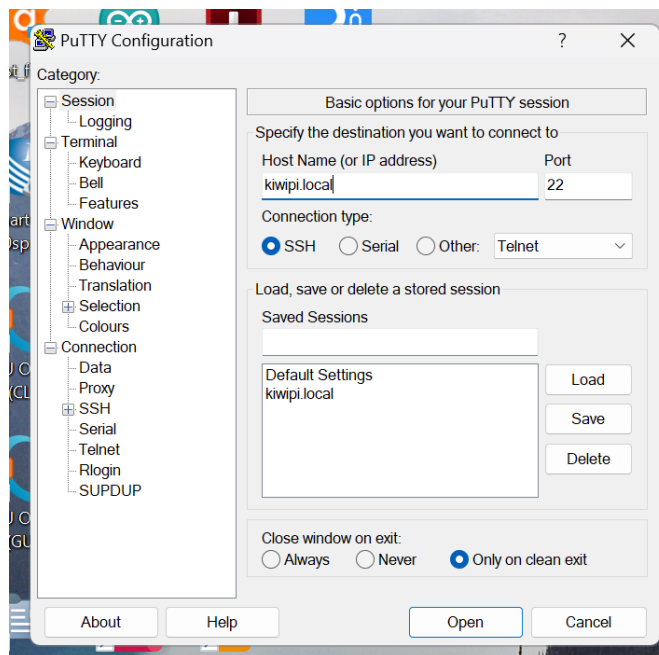 PuTTY Configuration
?
X
Category:
Session
Logging
Terminal
Keyboard
Bell
Features
Window
Appearance
Behaviour
Translation
Selection
Colours
Connection
Data
Proxy
SSH
Serial
Telnet
Rlogin
SUPDUP
Basic options for your PuTTY session
Specify the destination you want to connect to
Host Name (or IP address) Port
kiwipi.local 22
Connection type:
SSH Serial Other: Telnet
Load, save or delete a stored session
Saved Sessions
Default Settings
kiwipi.local
Load
Save
Delete
Close window on exit:
Always Never Only on clean exit
About Help Open Cancel